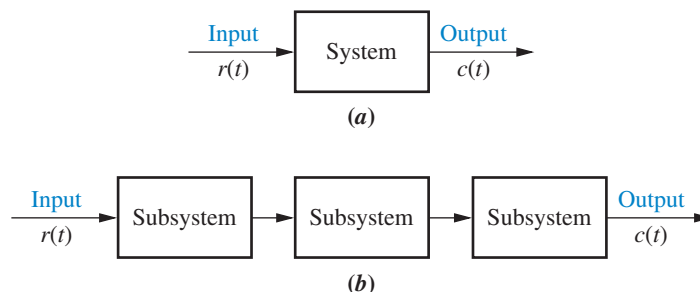 Input
Output
System
r(t)
c(t)
(a)
Input
Output
Subsystem
Subsystem
Subsystem
r(t)
c(t)
(b)